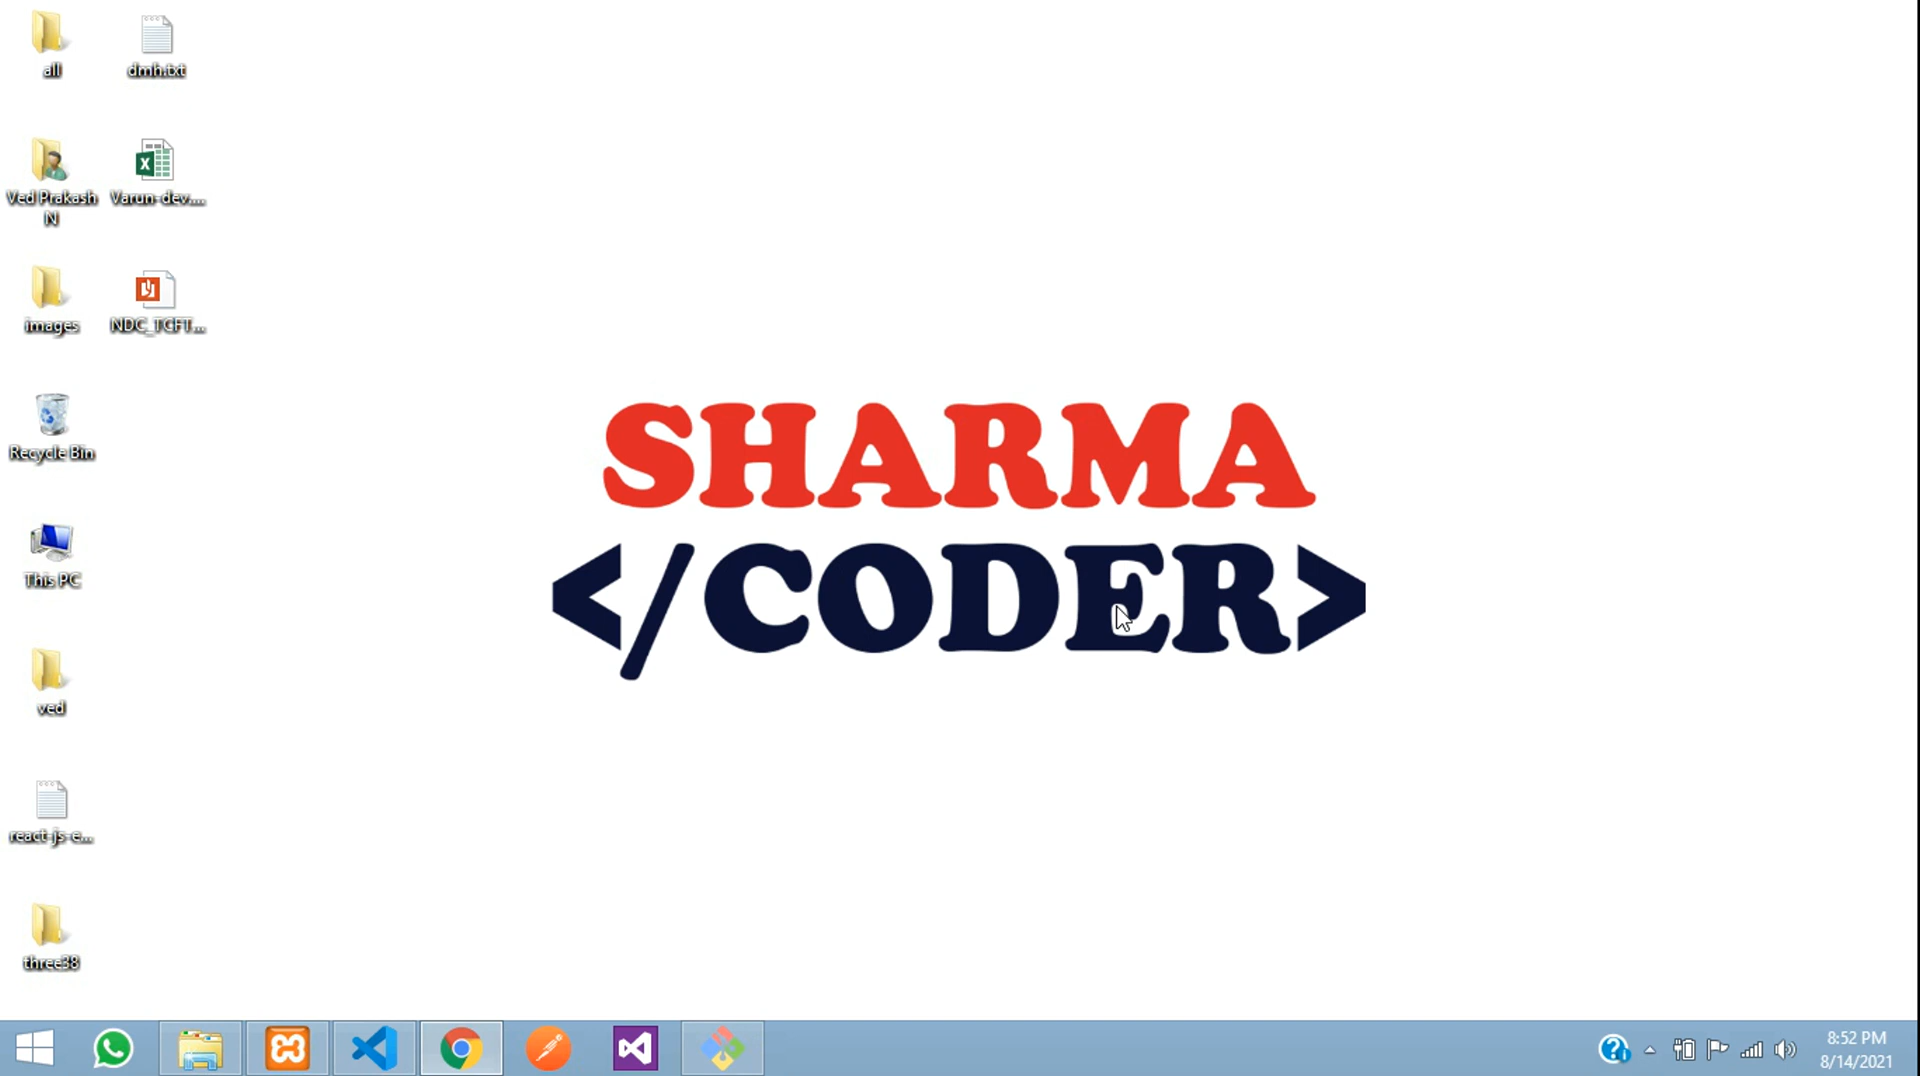 all
dmh.txt
Ved Prakash
N
Varun-dev....
images
NDC_TCFT...
Recycle Bin
This PC
ved
react-js-e...
three38
SHARMA
</CODER>
8:52 PM
8/14/2021